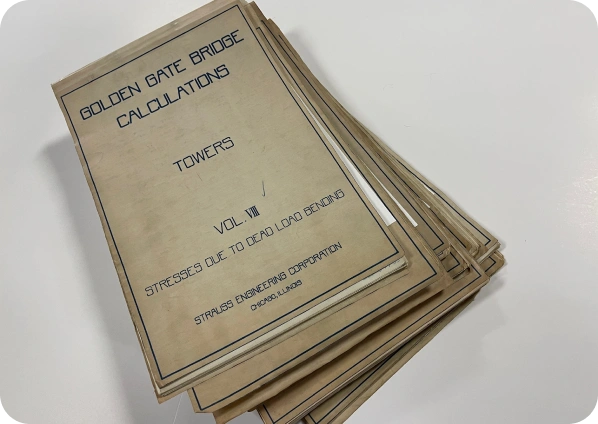 GOLDEN GATE BRIDGE
CALCULATIONS
TOWERS
VOL. VIII
STRESSES DUE TO DEAD LOAD BENDING
STRAUSS ENGINEERING CORPORATION
CHICAGO, ILLINOIS